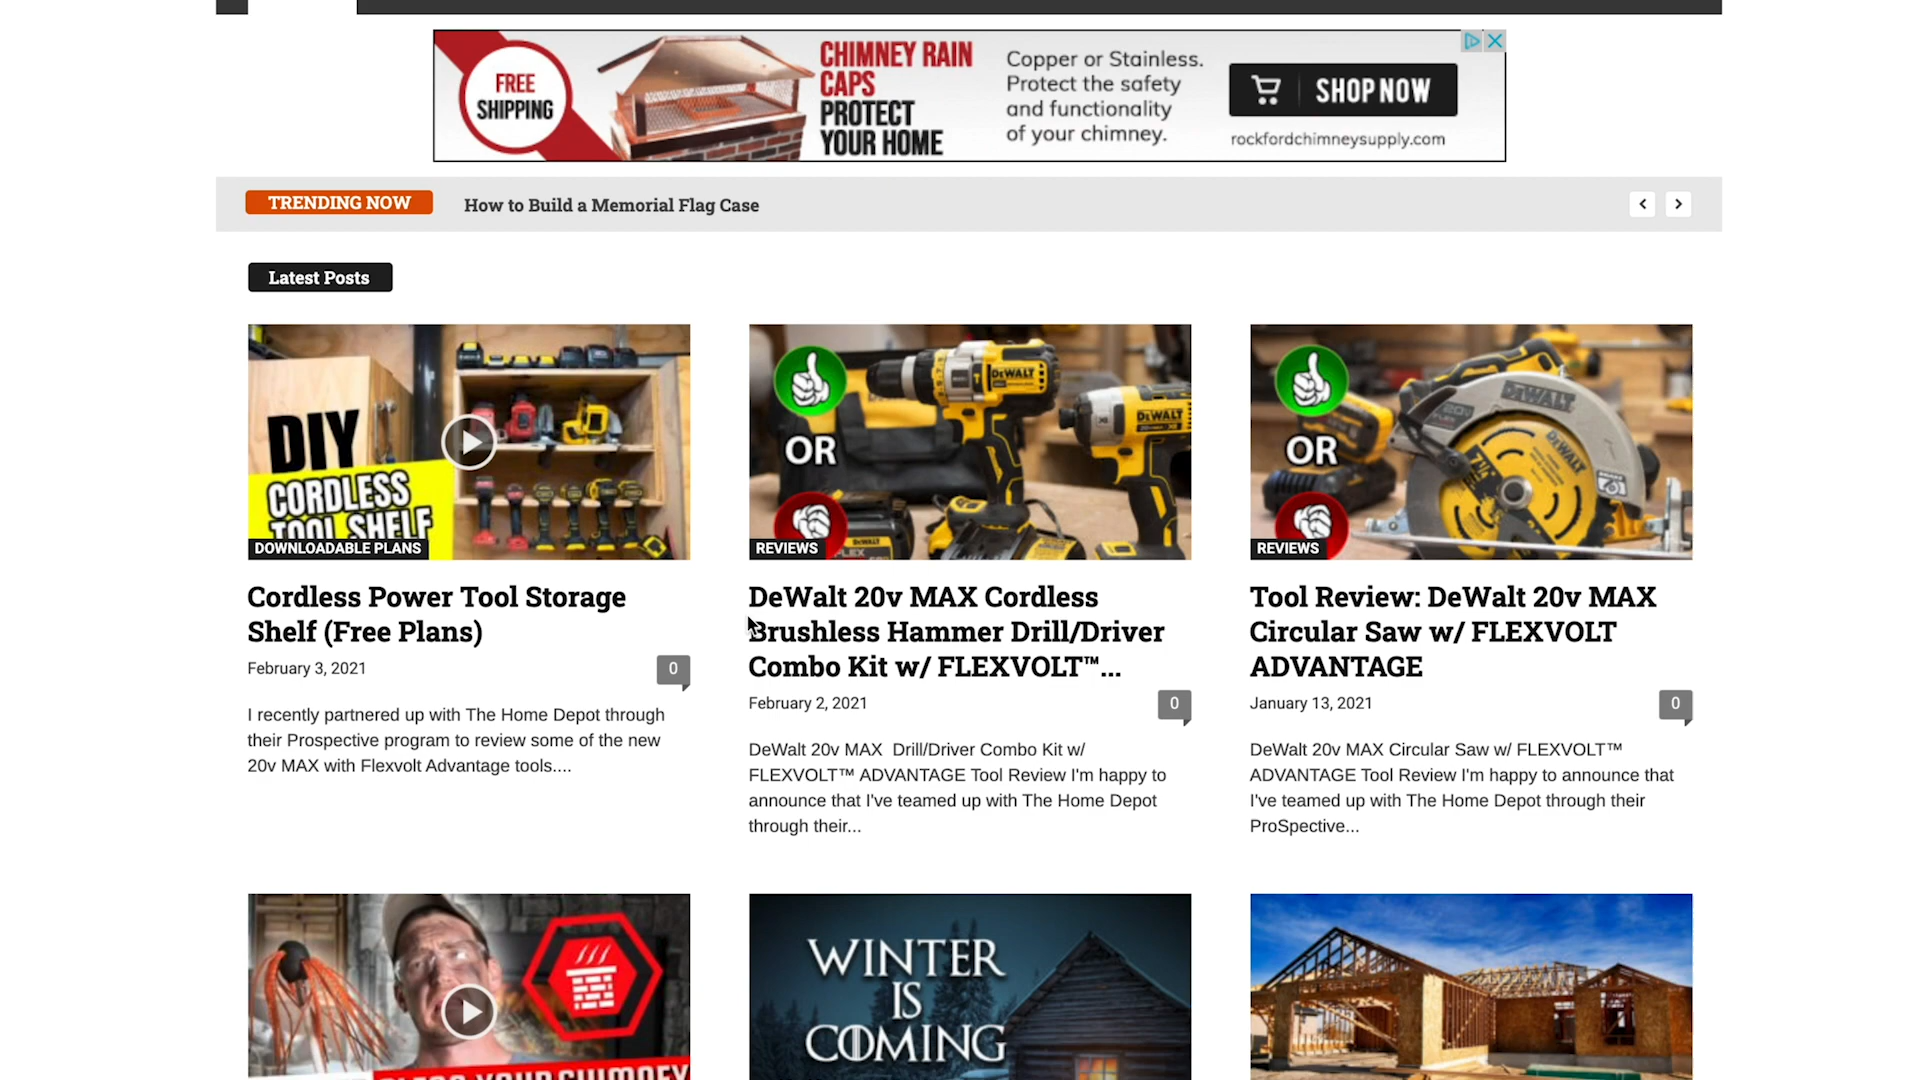 FREE
SHIPPING
CHIMNEY RAIN
CAPS
PROTECT
YOUR HOME
Copper or Stainless.
Protect the safety
and functionality
of your chimney.
SHOP NOW
rockfordchimneysupply.com
TRENDING NOW
How to Build a Memorial Flag Case
Latest Posts
DIY
CORDLESS
TOOL SHELF
DOWNLOADABLE PLANS
DEWALT
DEWALT
OR
REVIEWS
DEWALT
DEWALT
OR
REVIEWS
Cordless Power Tool Storage
Shelf (Free Plans)
February 3, 2021
0
I recently partnered up with The Home Depot through
their Prospective program to review some of the new
20v MAX with Flexvolt Advantage tools....
DeWalt 20v MAX Cordless
Brushless Hammer Drill/Driver
Combo Kit w/ FLEXVOLT™...
February 2, 2021
0
DeWalt 20v MAX  Drill/Driver Combo Kit w/
FLEXVOLT™ ADVANTAGE Tool Review I'm happy to
announce that I've teamed up with The Home Depot
through their...
Tool Review: DeWalt 20v MAX
Circular Saw w/ FLEXVOLT
ADVANTAGE
January 13, 2021
0
DeWalt 20v MAX Circular Saw w/ FLEXVOLT™
ADVANTAGE Tool Review I'm happy to announce that
I've teamed up with The Home Depot through their
ProSpective...
YOUR CHIMNEY
WINTER
IS
COMING